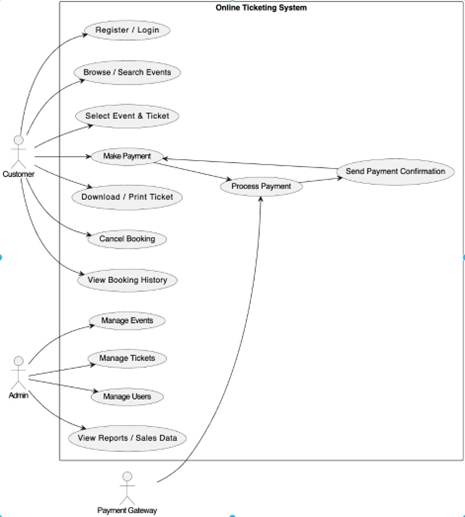 Online Ticketing System
Register / Login
Browse / Search Events
Select Event & Ticket
Customer
Make Payment
Process Payment
Send Payment Confirmation
Download / Print Ticket
Cancel Booking
View Booking History
Admin
Manage Events
Manage Tickets
Manage Users
View Reports / Sales Data
Payment Gateway